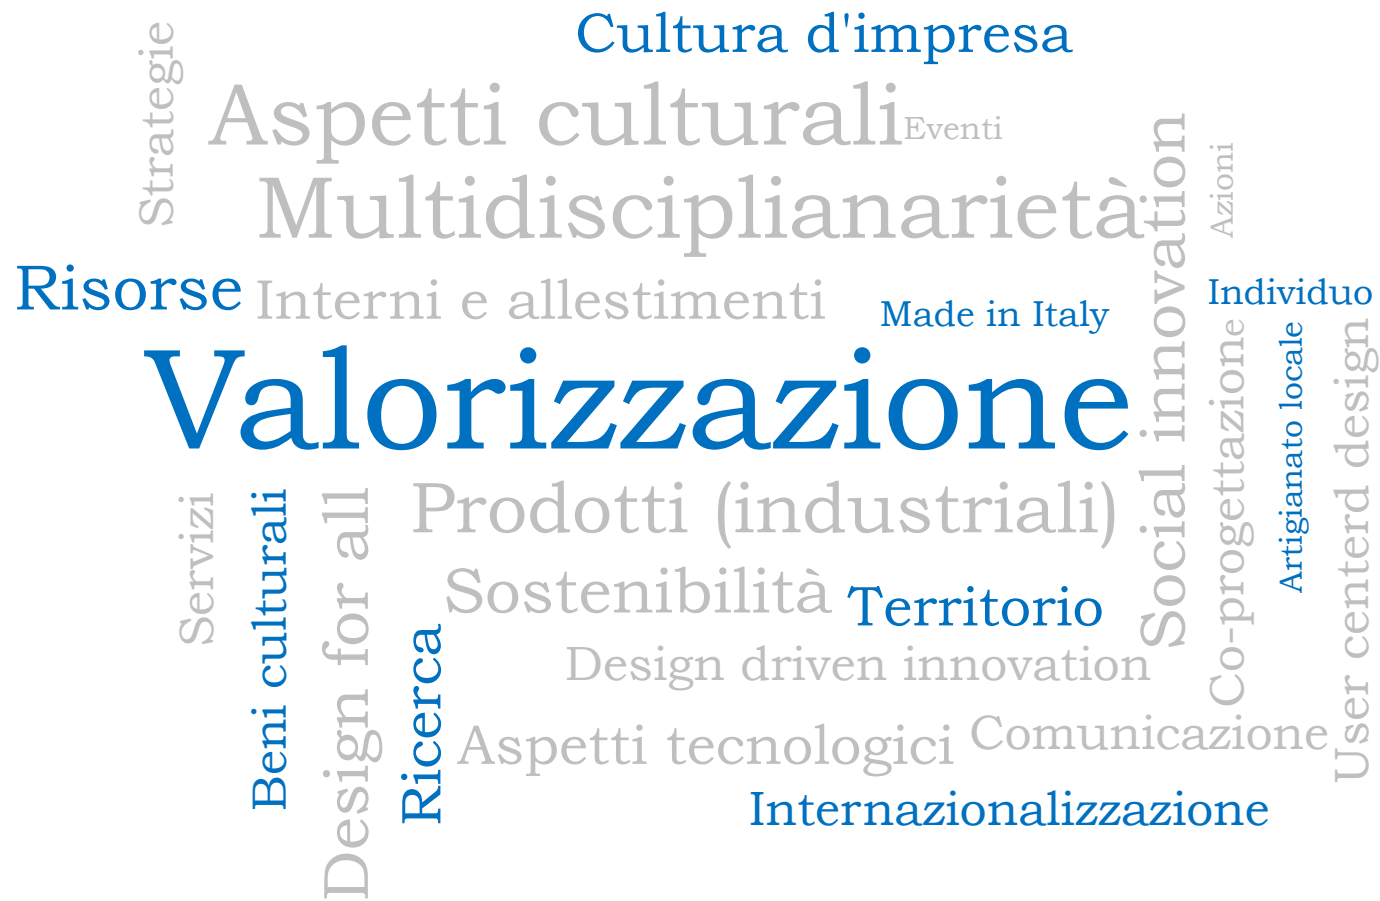 Cultura d'impresa
Strategie
Aspetti culturali
Eventi
Multidisciplianarietà
Social innovation
Azioni
Risorse
Interni e allestimenti
Made in Italy
Individuo
Valorizzazione
Co-progettazione
Artigianato locale
User centerd design
Servizi
Beni culturali
Design for all
Prodotti (industriali)
Sostenibilità
Territorio
Ricerca
Design driven innovation
Aspetti tecnologici
Comunicazione
Internazionalizzazione